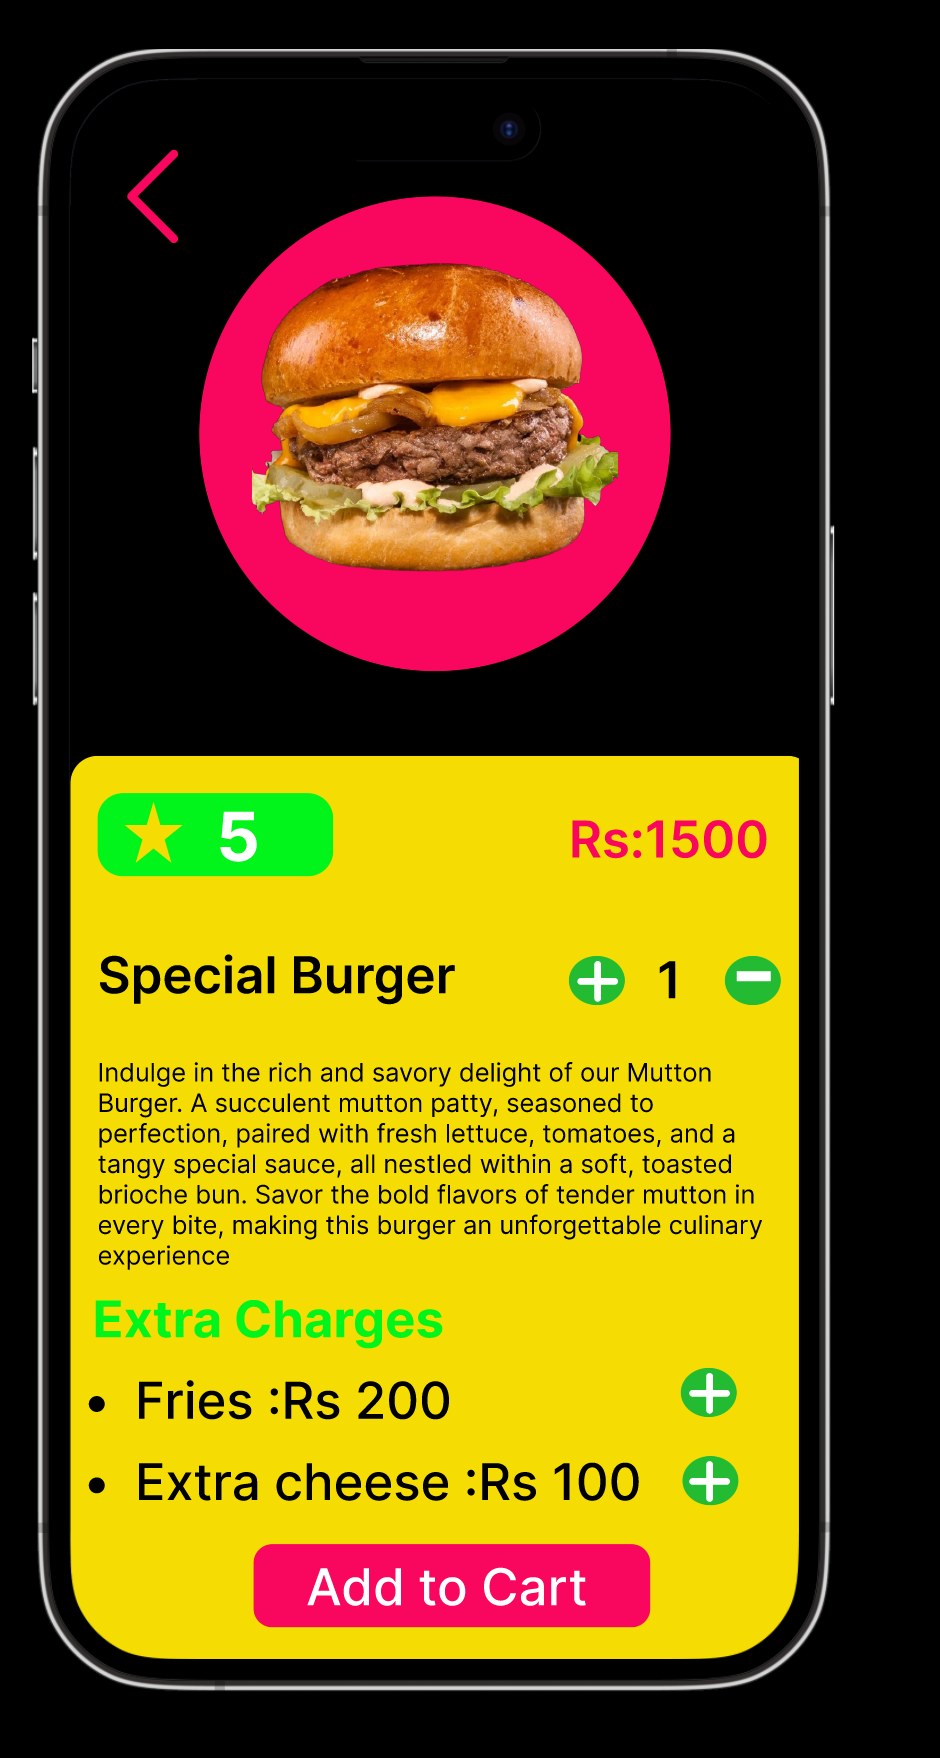 5
Rs:1500
Special Burger
1
Indulge in the rich and savory delight of our Mutton
Burger. A succulent mutton patty, seasoned to
perfection, paired with fresh lettuce, tomatoes, and a
tangy special sauce, all nestled within a soft, toasted
brioche bun. Savor the bold flavors of tender mutton in
every bite, making this burger an unforgettable culinary
experience
Extra Charges
• Fries :Rs 200
• Extra cheese :Rs 100
Add to Cart